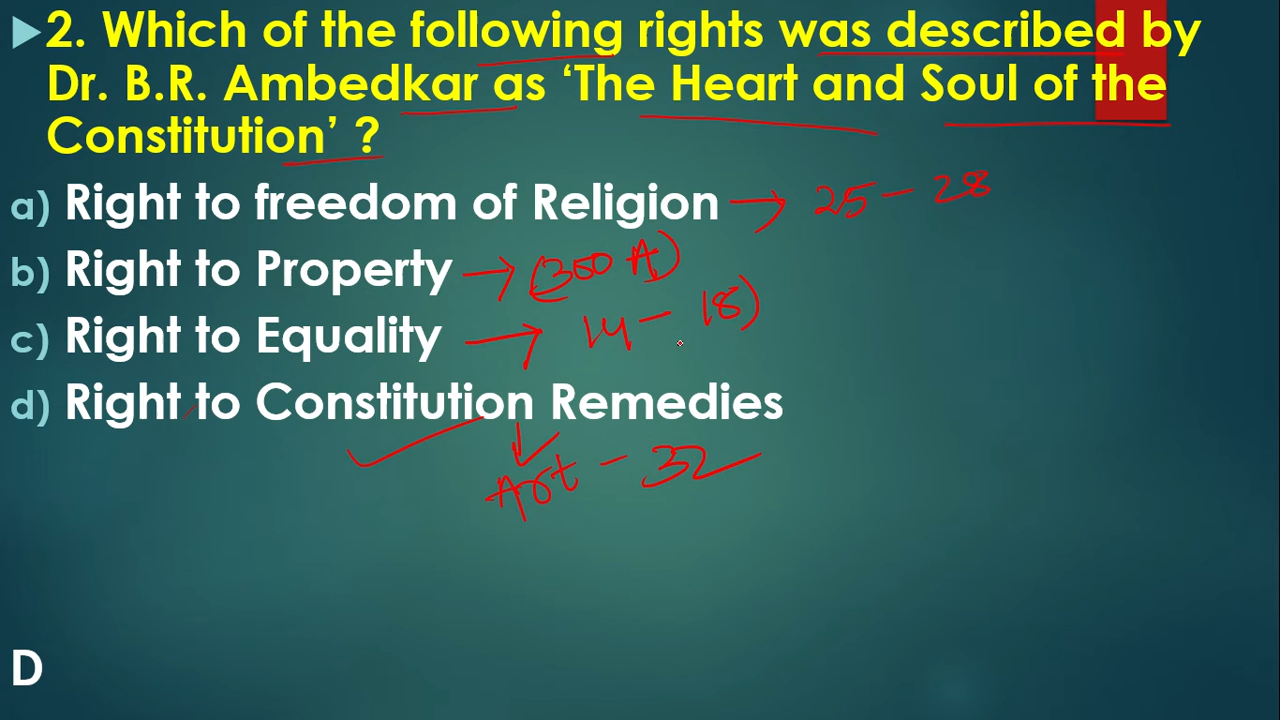 2. Which of the following rights was described by
Dr. B.R. Ambedkar as ‘The Heart and Soul of the
Constitution’ ?
a) Right to freedom of Religion → 25 – 28
b) Right to Property → (300 A)
c) Right to Equality → 14 – 18)
d) Right to Constitution Remedies
Art – 32
D